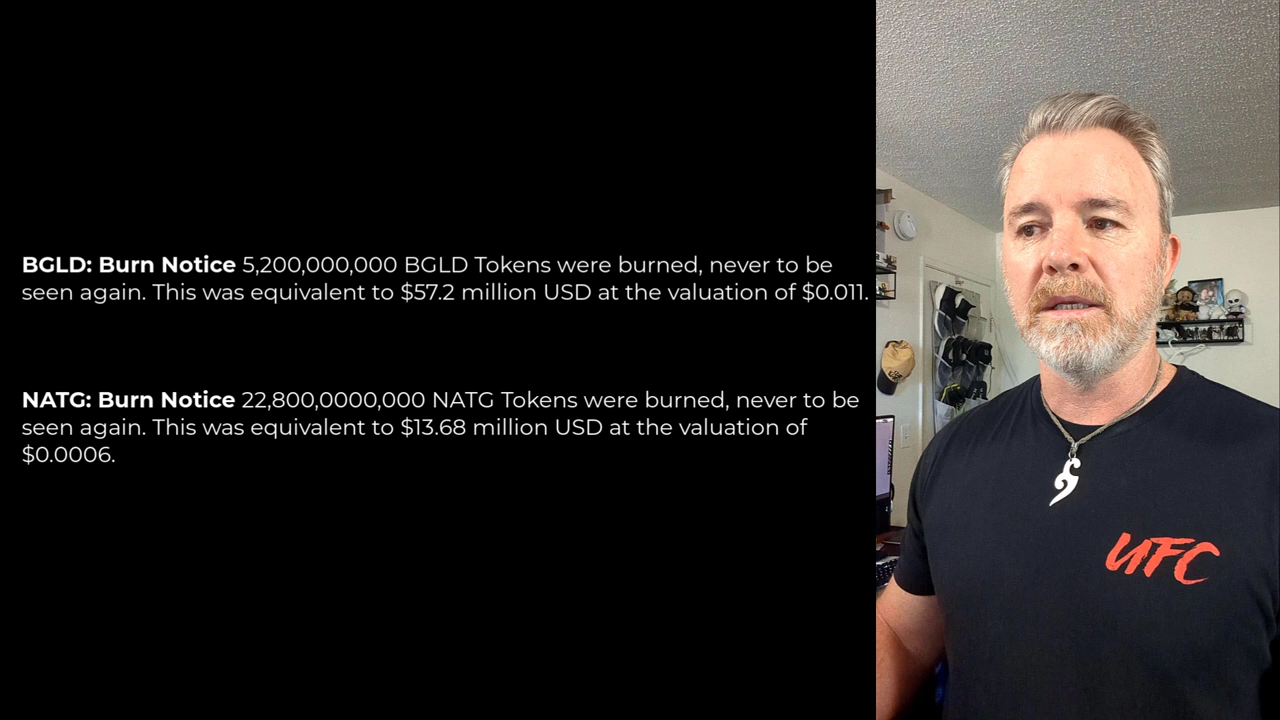 BGLD: Burn Notice 5,200,000,000 BGLD Tokens were burned, never to be
seen again. This was equivalent to $57.2 million USD at the valuation of $0.011.
NATG: Burn Notice 22,800,0000,000 NATG Tokens were burned, never to be
seen again. This was equivalent to $13.68 million USD at the valuation of
$0.0006.
UFC